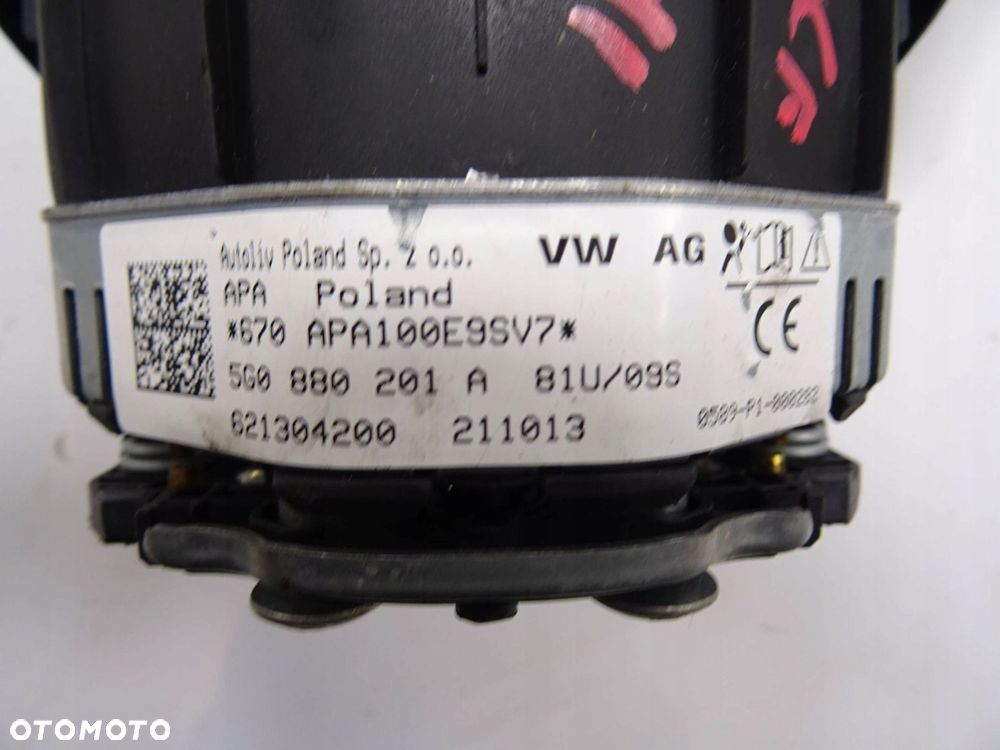 Autoliv Poland Sp. z o.o. VW AG
APA Poland
*670 APA100E9SV7*
CE
5G0 880 201 A 81U/09S
0589-P1-000282
621304200 211013
OTOMOTO
OTOMOTO